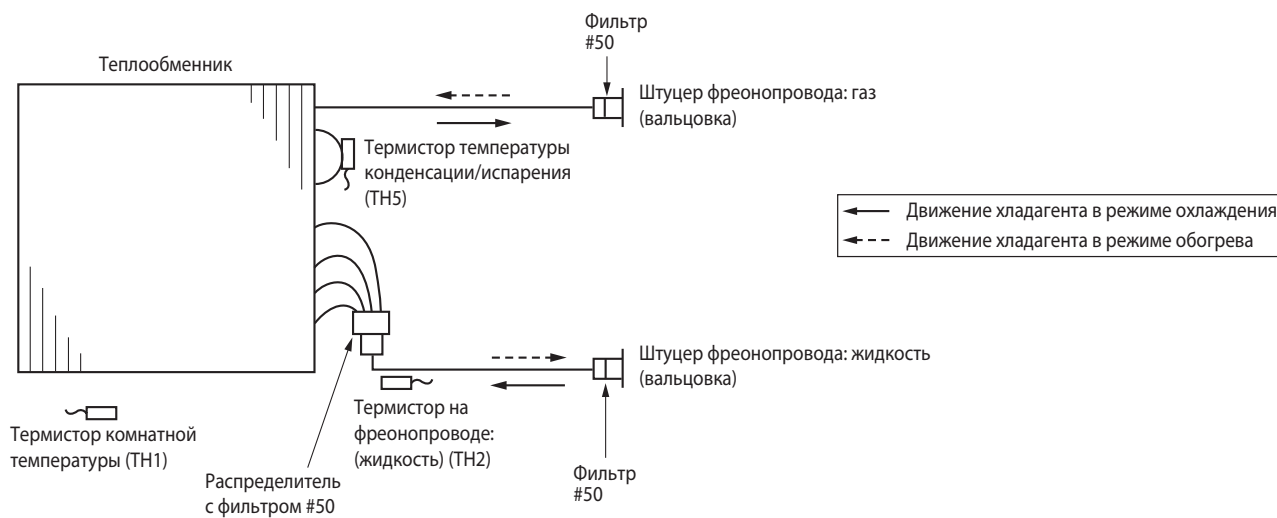 Фильтр
#50
Теплообменник
Штуцер фреонопровода: газ
(вальцовка)
Термистор температуры
конденсации/испарения
(TH5)
Движение хладагента в режиме охлаждения
Движение хладагента в режиме обогрева
Штуцер фреонопровода: жидкость
(вальцовка)
Термистор комнатной
температуры (TH1)
Термистор на
фреонопроводе:
(жидкость) (TH2)
Распределитель
с фильтром #50
Фильтр
#50